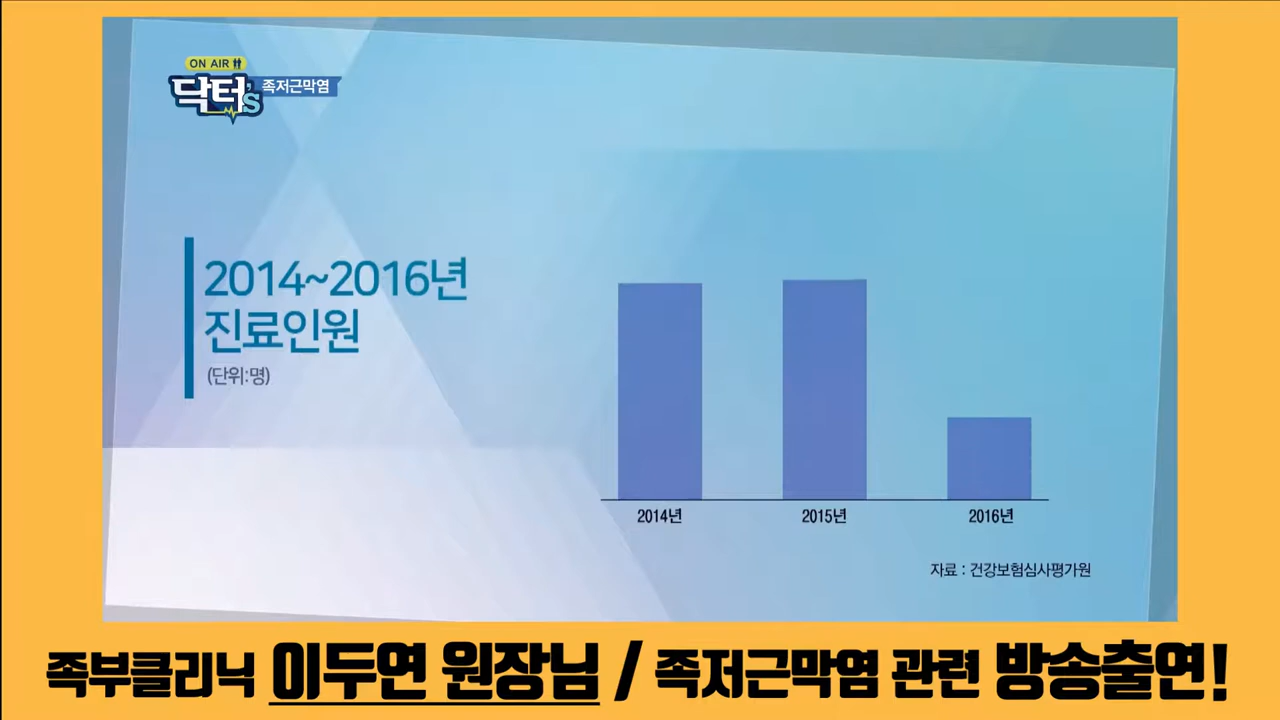 ON AIR
닥터's 족저근막염
2014~2016년
진료인원
(단위:명)
2014년 2015년 2016년
자료 : 건강보험심사평가원
족부클리닉 이두연 원장님 / 족저근막염 관련 방송출연!